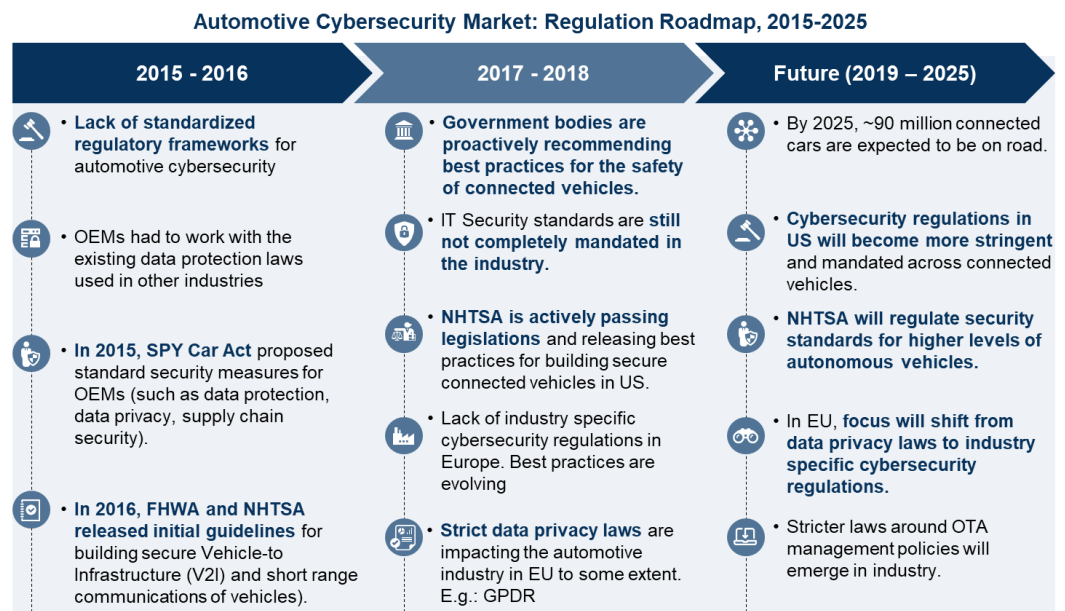 Automotive Cybersecurity Market: Regulation Roadmap, 2015-2025
2015 - 2016
• Lack of standardized
regulatory frameworks for
automotive cybersecurity
• OEMs had to work with the
existing data protection laws
used in other industries
• In 2015, SPY Car Act proposed
standard security measures for
OEMs (such as data protection,
data privacy, supply chain
security).
• In 2016, FHWA and NHTSA
released initial guidelines for
building secure Vehicle-to
Infrastructure (V2I) and short range
communications of vehicles).
2017 - 2018
• Government bodies are
proactively recommending
best practices for the safety
of connected vehicles.
• IT Security standards are still
not completely mandated in
the industry.
• NHTSA is actively passing
legislations and releasing best
practices for building secure
connected vehicles in US.
• Lack of industry specific
cybersecurity regulations in
Europe. Best practices are
evolving
• Strict data privacy laws are
impacting the automotive
industry in EU to some extent.
E.g.: GPDR
Future (2019 – 2025)
• By 2025, ~90 million connected
cars are expected to be on road.
• Cybersecurity regulations in
US will become more stringent
and mandated across connected
vehicles.
• NHTSA will regulate security
standards for higher levels of
autonomous vehicles.
• In EU, focus will shift from
data privacy laws to industry
specific cybersecurity
regulations.
• Stricter laws around OTA
management policies will
emerge in industry.